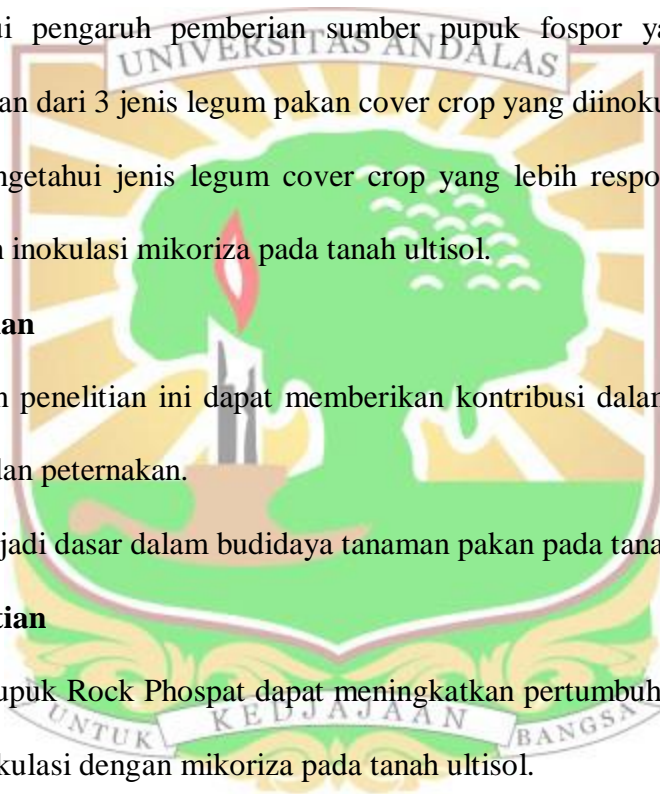 ui pengaruh pemberian sumber pupuk fospor ya
UNIVERSITAS ANDALAS
an dari 3 jenis legum pakan cover crop yang diinoku
ngetahui jenis legum cover crop yang lebih respo
n inokulasi mikoriza pada tanah ultisol.
an
n penelitian ini dapat memberikan kontribusi dalam
dan peternakan.
jadi dasar dalam budidaya tanaman pakan pada tana
tian
upuk Rock Phospat dapat meningkatkan pertumbuh
UNTUK KEDJAJAAN BANGSA
kulasi dengan mikoriza pada tanah ultisol.